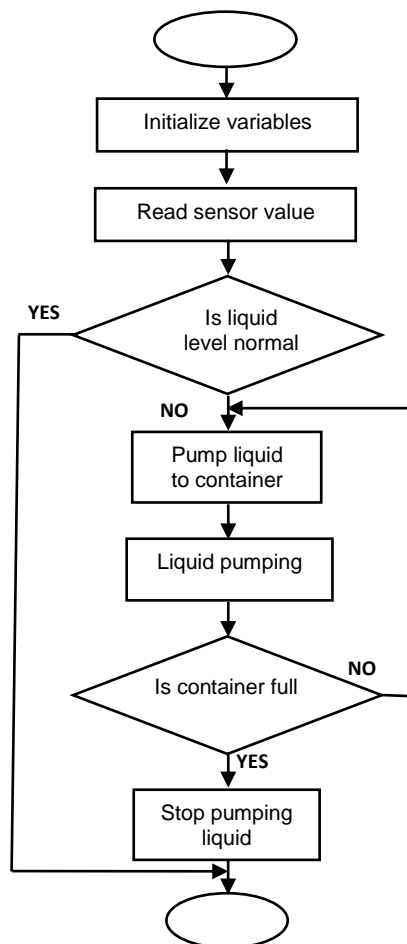 Initialize variables
Read sensor value
YES
Is liquid
level normal
NO
Pump liquid
to container
Liquid pumping
NO
Is container full
YES
Stop pumping
liquid